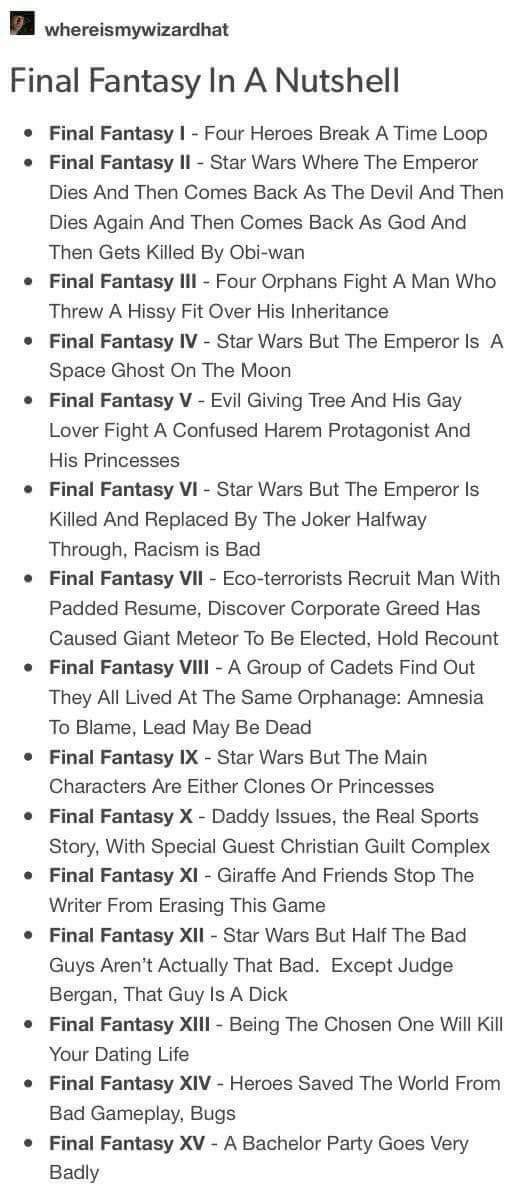 whereismywizardhat
Final Fantasy In A Nutshell
• Final Fantasy I - Four Heroes Break A Time Loop
• Final Fantasy II - Star Wars Where The Emperor
Dies And Then Comes Back As The Devil And Then
Dies Again And Then Comes Back As God And
Then Gets Killed By Obi-wan
• Final Fantasy III - Four Orphans Fight A Man Who
Threw A Hissy Fit Over His Inheritance
• Final Fantasy IV - Star Wars But The Emperor Is  A
Space Ghost On The Moon
• Final Fantasy V - Evil Giving Tree And His Gay
Lover Fight A Confused Harem Protagonist And
His Princesses
• Final Fantasy VI - Star Wars But The Emperor Is
Killed And Replaced By The Joker Halfway
Through, Racism is Bad
• Final Fantasy VII - Eco-terrorists Recruit Man With
Padded Resume, Discover Corporate Greed Has
Caused Giant Meteor To Be Elected, Hold Recount
• Final Fantasy VIII - A Group of Cadets Find Out
They All Lived At The Same Orphanage: Amnesia
To Blame, Lead May Be Dead
• Final Fantasy IX - Star Wars But The Main
Characters Are Either Clones Or Princesses
• Final Fantasy X - Daddy Issues, the Real Sports
Story, With Special Guest Christian Guilt Complex
• Final Fantasy XI - Giraffe And Friends Stop The
Writer From Erasing This Game
• Final Fantasy XII - Star Wars But Half The Bad
Guys Aren’t Actually That Bad.  Except Judge
Bergan, That Guy Is A Dick
• Final Fantasy XIII - Being The Chosen One Will Kill
Your Dating Life
• Final Fantasy XIV - Heroes Saved The World From
Bad Gameplay, Bugs
• Final Fantasy XV - A Bachelor Party Goes Very
Badly